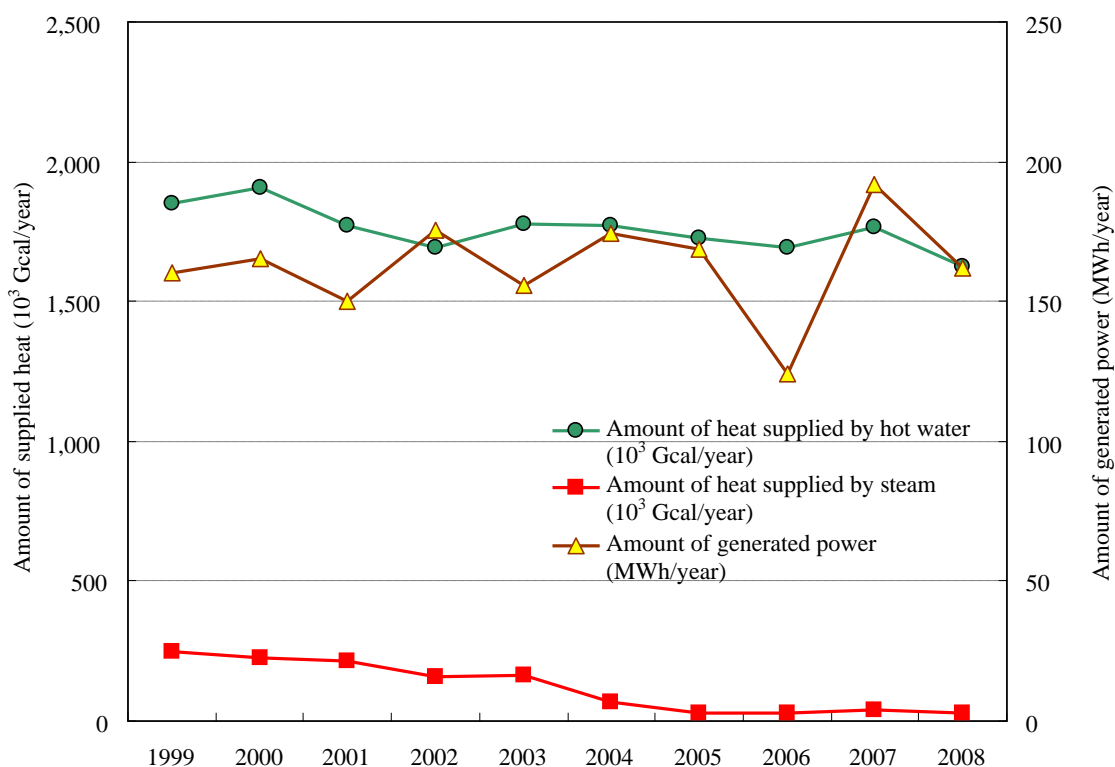 2,500
2,000
1,500
1,000
500
0
Amount of supplied heat (10³ Gcal/year)
250
200
150
100
50
0
Amount of generated power (MWh/year)
Amount of heat supplied by hot water
(10³ Gcal/year)
Amount of heat supplied by steam
(10³ Gcal/year)
Amount of generated power
(MWh/year)
1999 2000 2001 2002 2003 2004 2005 2006 2007 2008